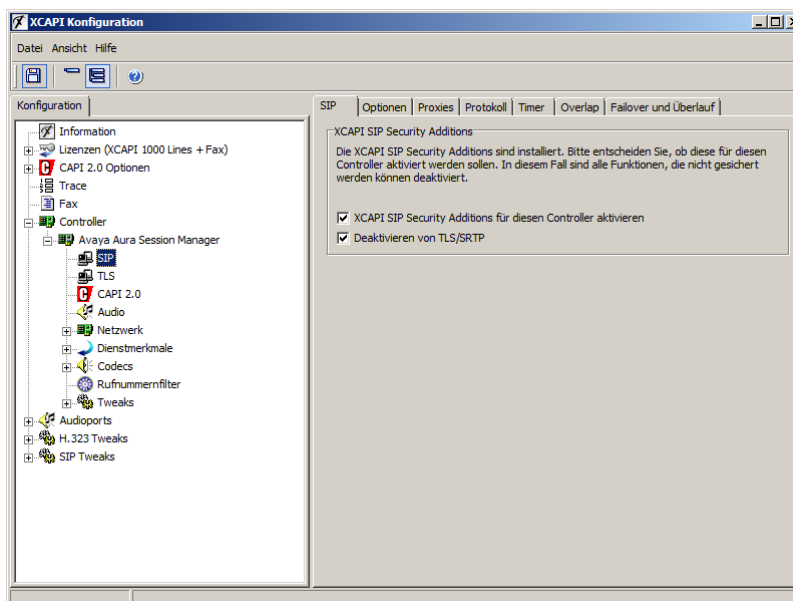 XCAPI Konfiguration
Datei Ansicht Hilfe
Konfiguration
Information
Lizenzen (XCAPI 1000 Lines + Fax)
CAPI 2.0 Optionen
Trace
Fax
Controller
Avaya Aura Session Manager
SIP
TLS
CAPI 2.0
Audio
Netzwerk
Dienstmerkmale
Codecs
Rufnummernfilter
Tweaks
Audioports
H.323 Tweaks
SIP Tweaks
SIP Optionen Proxies Protokoll Timer Overlap Failover und Überlauf
XCAPI SIP Security Additions
Die XCAPI SIP Security Additions sind installiert. Bitte entscheiden Sie, ob diese für diesen
Controller aktiviert werden sollen. In diesem Fall sind alle Funktionen, die nicht gesichert
werden können deaktiviert.
XCAPI SIP Security Additions für diesen Controller aktivieren
Deaktivieren von TLS/SRTP